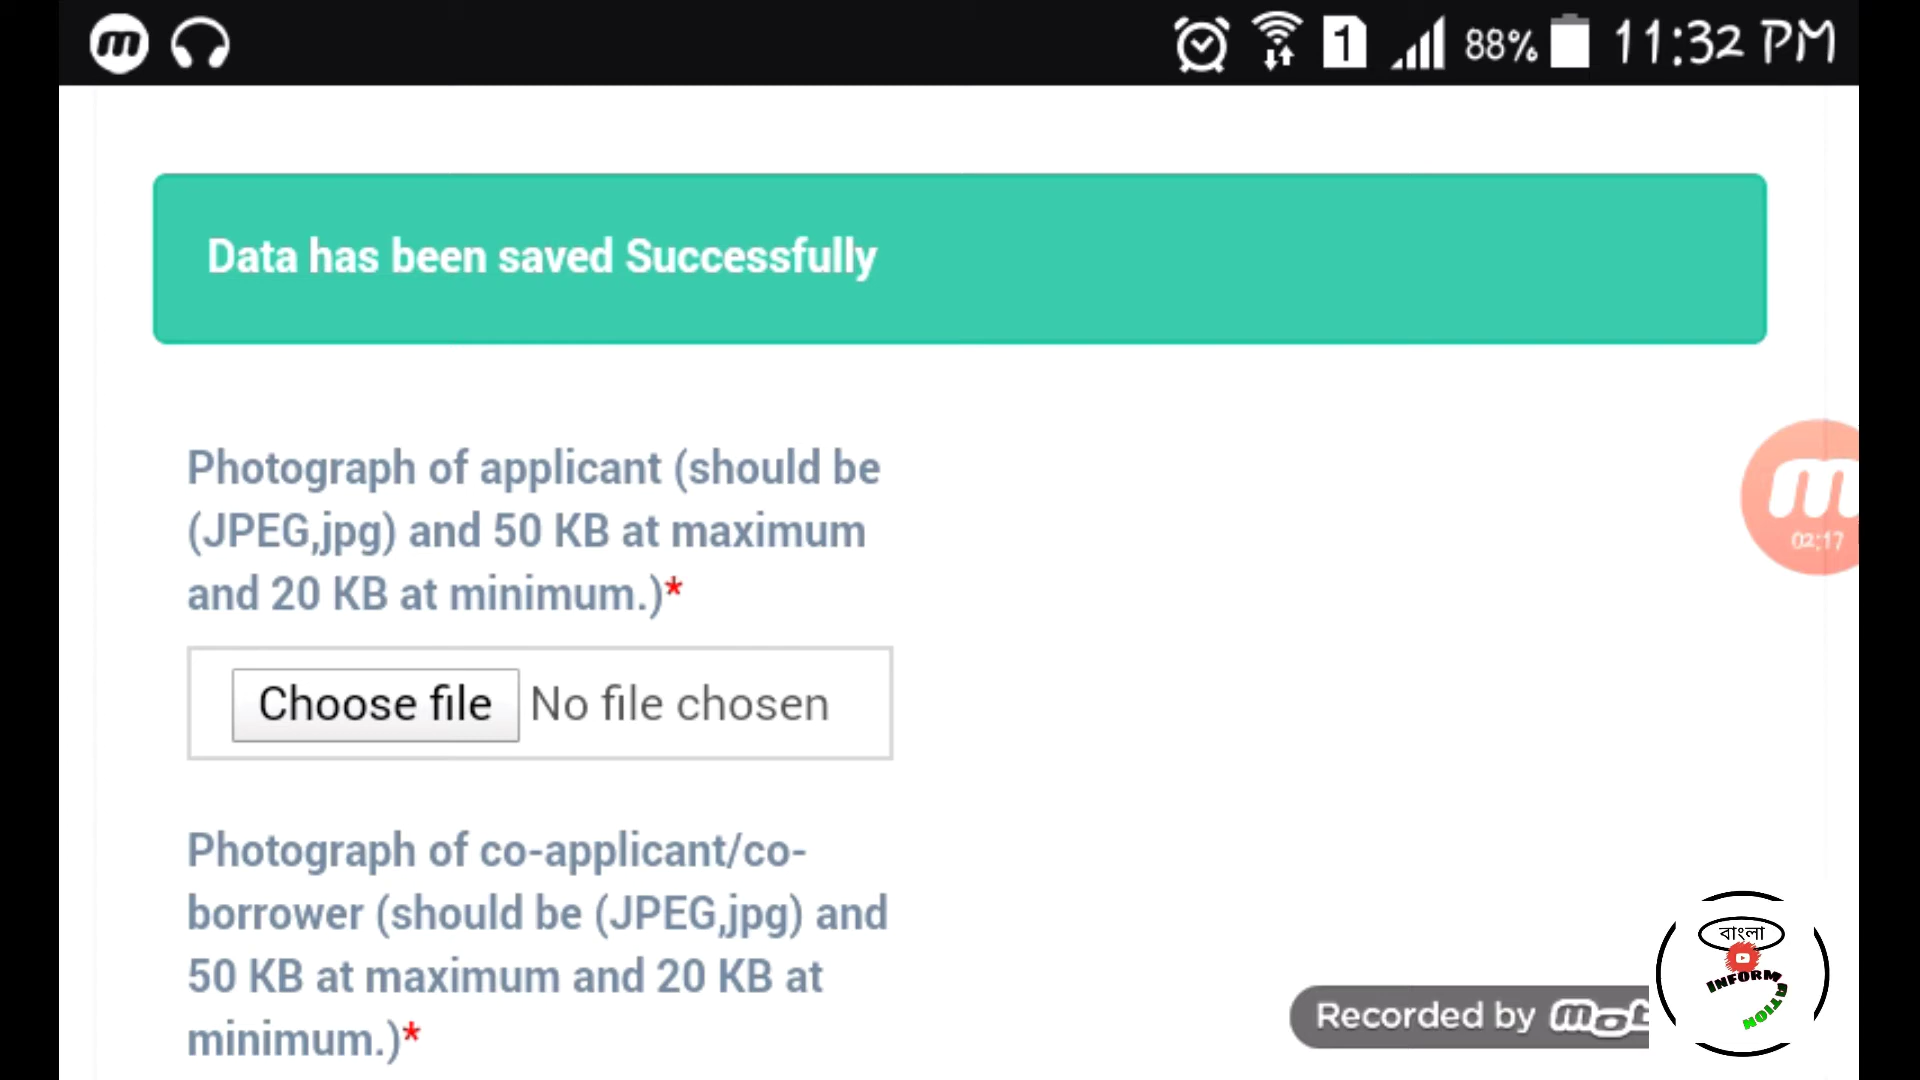 88% 11:32 PM
Data has been saved Successfully
Photograph of applicant (should be
(JPEG,jpg) and 50 KB at maximum
and 20 KB at minimum.)*
02:17
Choose file No file chosen
Photograph of co-applicant/co-
borrower (should be (JPEG,jpg) and
50 KB at maximum and 20 KB at
minimum.)*
Recorded by
বাংলা
INFORMATION